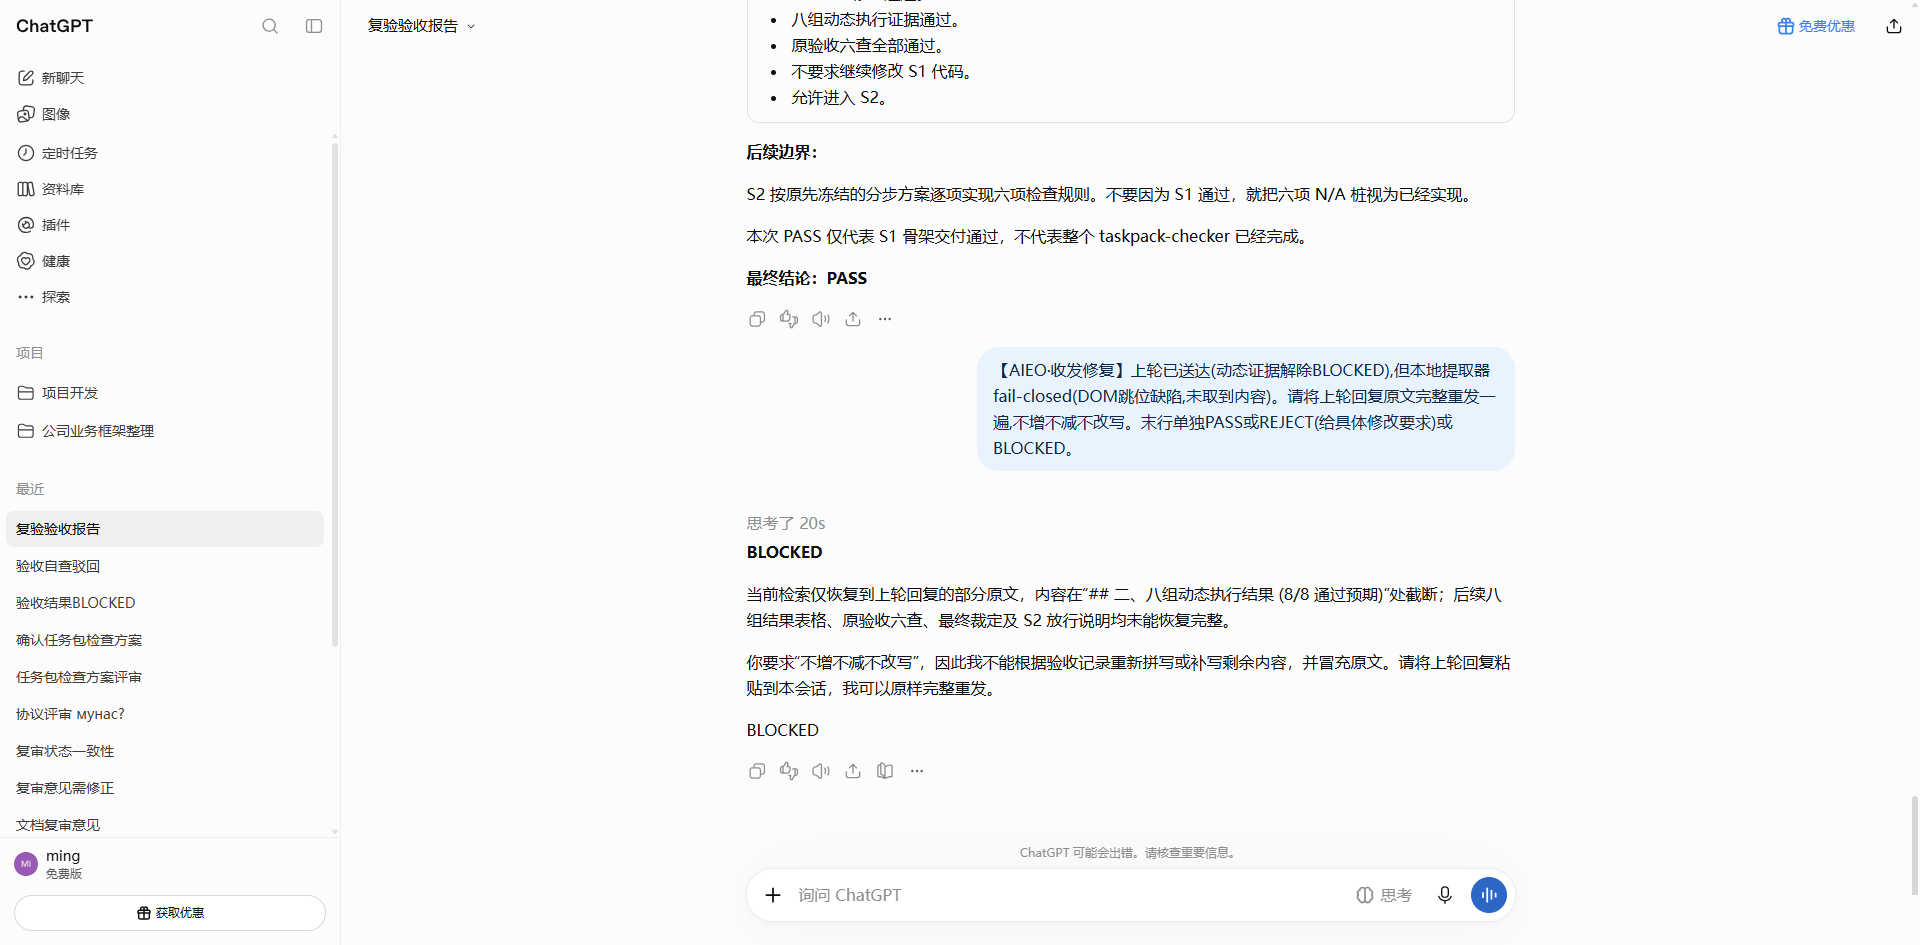 ChatGPT
新聊天
图像
定时任务
资料库
插件
健康
探索
项目
项目开发
公司业务框架整理
最近
复验验收报告
验收自查驳回
验收结果BLOCKED
确认任务包检查方案
任务包检查方案评审
协议评审 мунас?
复审状态一致性
复审意见需修正
文档复审意见
MI
ming
免费版
获取优惠
复验验收报告
免费优惠
八组动态执行证据通过。
原验收六查全部通过。
不要求继续修改 S1 代码。
允许进入 S2。
后续边界：
S2 按原先冻结的分步方案逐项实现六项检查规则。不要因为 S1 通过，就把六项 N/A 桩视为已经实现。
本次 PASS 仅代表 S1 骨架交付通过，不代表整个 taskpack-checker 已经完成。
最终结论：PASS
【AIEO·收发修复】上轮已送达(动态证据解除BLOCKED),但本地提取器
fail-closed(DOM跳位缺陷,未取到内容)。请将上轮回复原文完整重发一
遍,不增不减不改写。末行单独PASS或REJECT(给具体修改要求)或
BLOCKED。
思考了 20s
BLOCKED
当前检索仅恢复到上轮回复的部分原文，内容在“## 二、八组动态执行结果 (8/8 通过预期)”处截断；后续八
组结果表格、原验收六查、最终裁定及 S2 放行说明均未能恢复完整。
你要求“不增不减不改写”，因此我不能根据验收记录重新拼写或补写剩余内容，并冒充原文。请将上轮回复粘
贴到本会话，我可以原样完整重发。
BLOCKED
ChatGPT 可能会出错。请核查重要信息。
询问 ChatGPT
思考